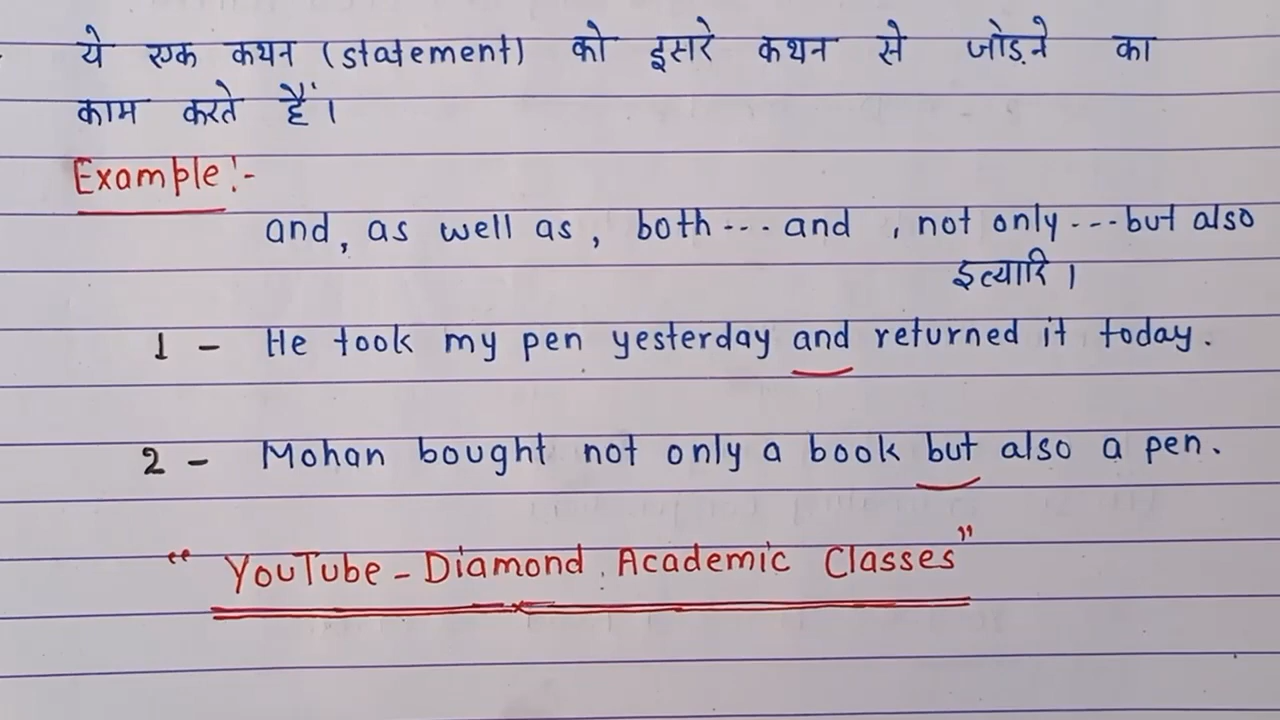 ये एक कथन (statement) को दूसरे कथन से जोड़ने का
काम करते हैं।
Example:-
and, as well as, both --- and , not only --- but also
इत्यादि।
1 - He took my pen yesterday and returned it today.
2 - Mohan bought not only a book but also a pen.
" YouTube - Diamond Academic Classes "